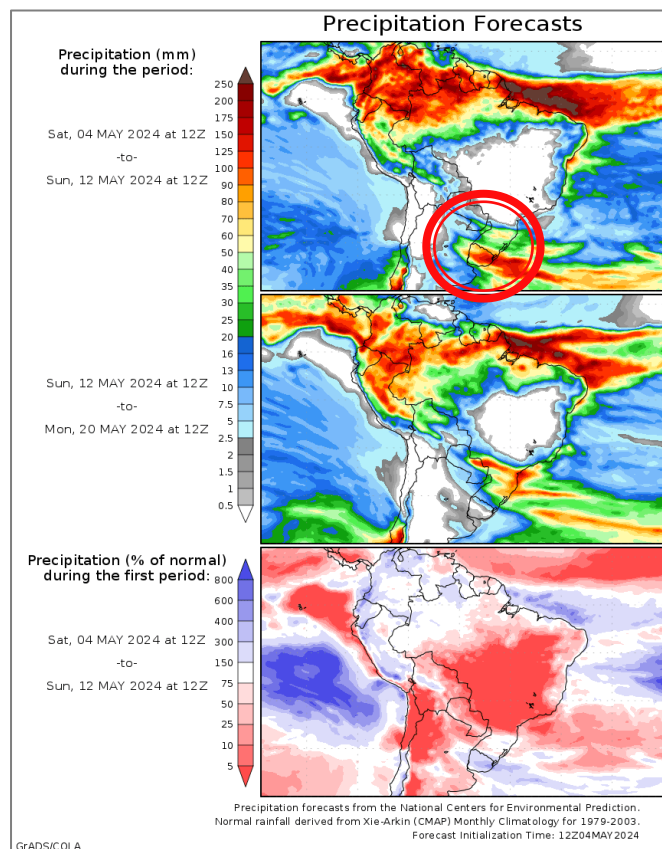 Precipitation Forecasts
Precipitation (mm)
during the period:
Sat, 04 MAY 2024 at 12Z
-to-
Sun, 12 MAY 2024 at 12Z
250
200
175
150
125
100
90
80
70
60
50
40
35
30
25
20
16
13
10
7.5
5
2.5
2
1.5
1
0.5
Sun, 12 MAY 2024 at 12Z
-to-
Mon, 20 MAY 2024 at 12Z
Precipitation (% of normal)
during the first period:
Sat, 04 MAY 2024 at 12Z
-to-
Sun, 12 MAY 2024 at 12Z
800
600
400
300
150
75
50
25
10
5
Precipitation forecasts from the National Centers for Environmental Prediction.
Normal rainfall derived from Xie-Arkin (CMAP) Monthly Climatology for 1979-2003.
Forecast Initialization Time: 12Z04MAY2024
GrADS/COLA